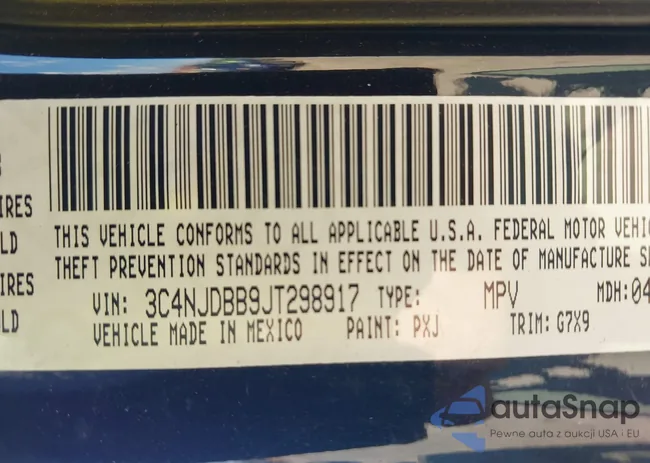 IRES
THIS VEHICLE CONFORMS TO ALL APPLICABLE U.S.A. FEDERAL MOTOR VEHIC
LD
THEFT PREVENTION STANDARDS IN EFFECT ON THE DATE OF MANUFACTURE S
IRES
VIN: 3C4NJDBB9JT298917 TYPE: MPV MDH: 04
LD
VEHICLE MADE IN MEXICO PAINT: PXJ TRIM: G7X9
autoSnap
Pewne auta z aukcji USA - EU